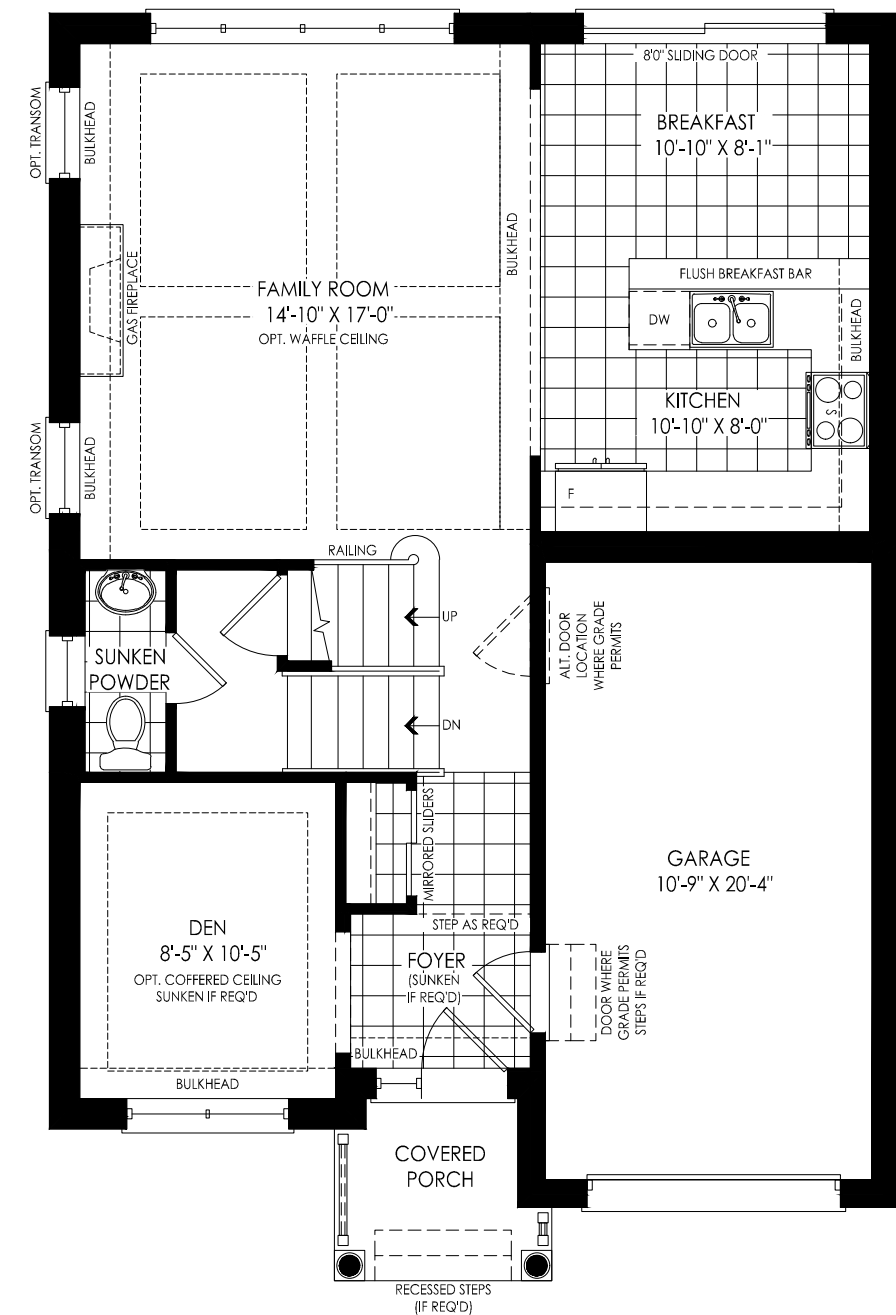 8'0" SLIDING DOOR
OPT. TRANSOM
BULKHEAD
BREAKFAST
10'-10" X 8'-1"
BULKHEAD
FLUSH BREAKFAST BAR
GAS FIREPLACE
FAMILY ROOM
14'-10" X 17'-0"
OPT. WAFFLE CEILING
DW
BULKHEAD
KITCHEN
10'-10" X 8'-0"
S
OPT. TRANSOM
BULKHEAD
F
RAILING
UP
ALT. DOOR
LOCATION
WHERE GRADE
PERMITS
SUNKEN
POWDER
DN
MIRRORED SLIDERS
GARAGE
10'-9" X 20'-4"
DEN
8'-5" X 10'-5"
OPT. COFFERED CEILING
SUNKEN IF REQ'D
STEP AS REQ'D
FOYER
(SUNKEN
IF REQ'D)
DOOR WHERE
GRADE PERMITS
STEPS IF REQ'D
BULKHEAD
BULKHEAD
COVERED
PORCH
RECESSED STEPS
(IF REQ'D)